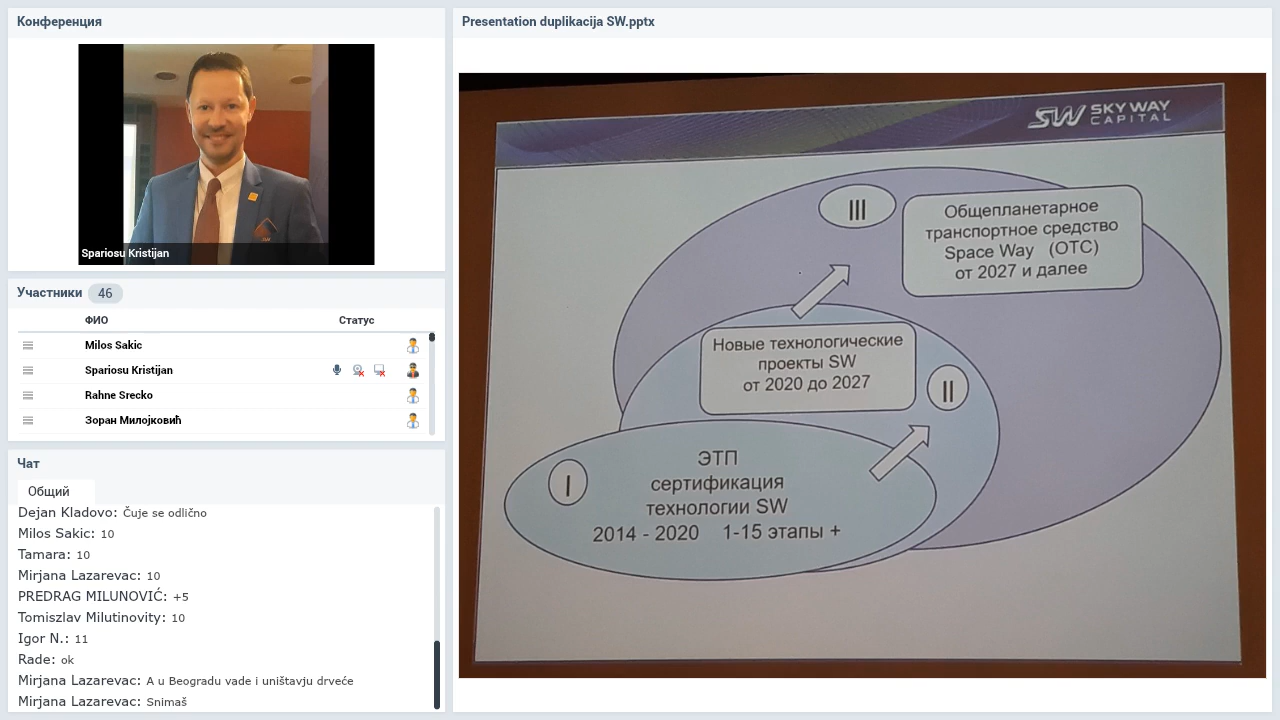 Конференция
Spariosu Kristijan
Участники 46
ФИО Статус
Milos Sakic
Spariosu Kristijan
Rahne Srecko
Зоран Милојковић
Чат
Общий
Dejan Kladovo: Čuje se odlično
Milos Sakic: 10
Tamara: 10
Mirjana Lazarevac: 10
PREDRAG MILUNOVIĆ: +5
Tomiszlav Milutinovity: 10
Igor N.: 11
Rade: ok
Mirjana Lazarevac: A u Beogradu vade i uništavju drveće
Mirjana Lazarevac: Snimaš
Presentation duplikacija SW.pptx
SW SKY WAY
CAPITAL
III
Общепланетарное
транспортное средство
Space Way (ОТС)
от 2027 и далее
Новые технологические
проекты SW
от 2020 до 2027
II
I
ЭТП
сертификация
технологии SW
2014 - 2020 1-15 этапы +